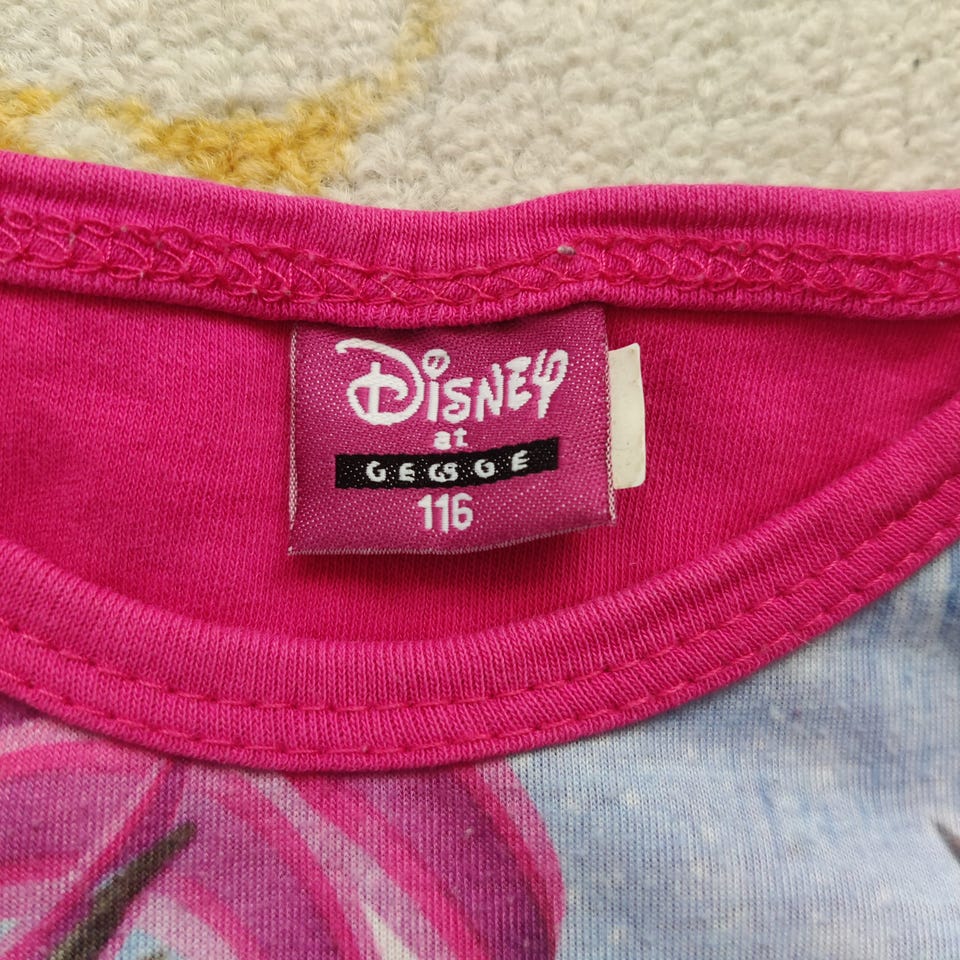 Disney
at
GEORGE
116